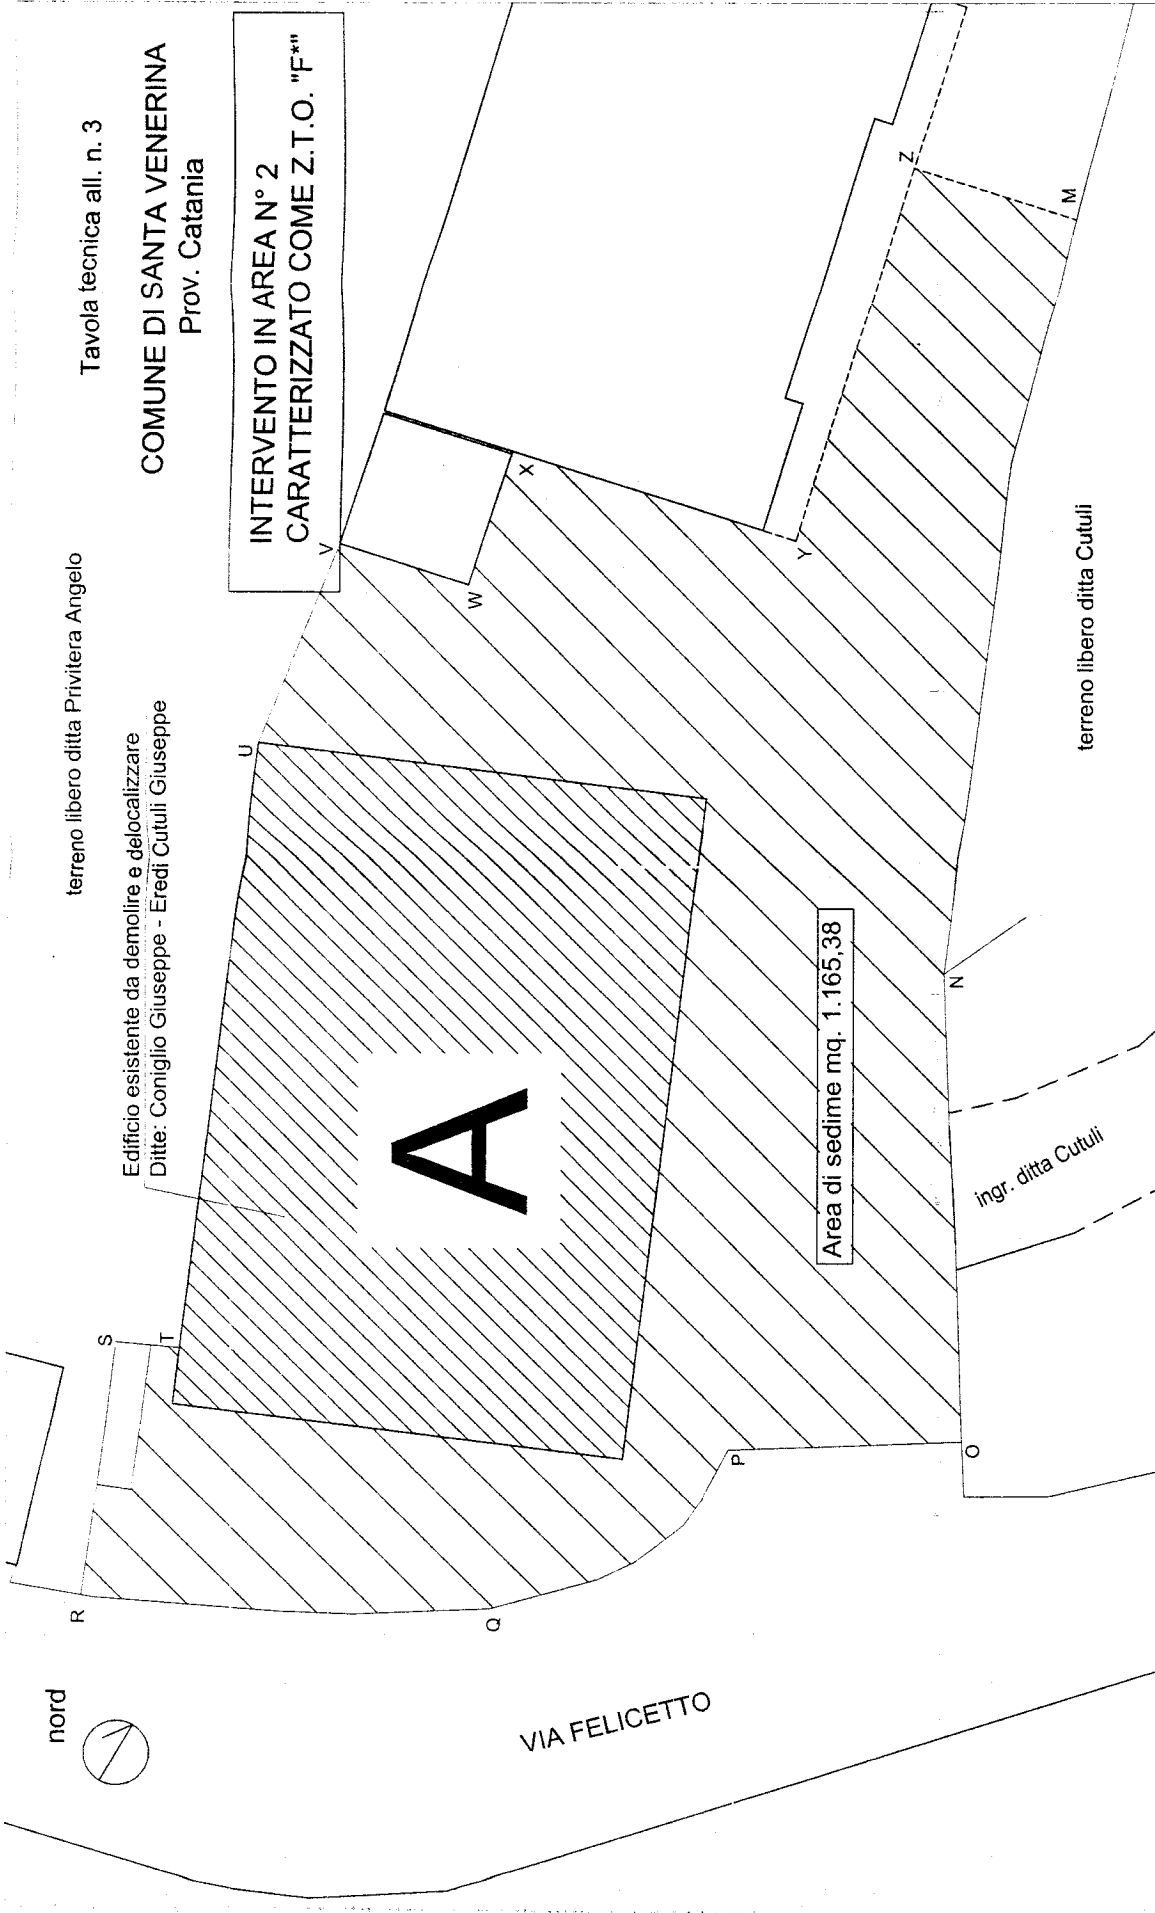 Tavola tecnica all. n. 3
COMUNE DI SANTA VENERINA
Prov. Catania
INTERVENTO IN AREA N° 2
CARATTERIZZATO COME Z.T.O. "F*"
terreno libero ditta Privitera Angelo
Edificio esistente da demolire e delocalizzare
Ditte: Coniglio Giuseppe - Eredi Cutuli Giuseppe
nord
R
S
T
U
V
W
X
Y
Z
M
N
O
P
Q
A
Area di sedime mq. 1.165,38
ingr. ditta Cutuli
terreno libero ditta Cutuli
VIA FELICETTO